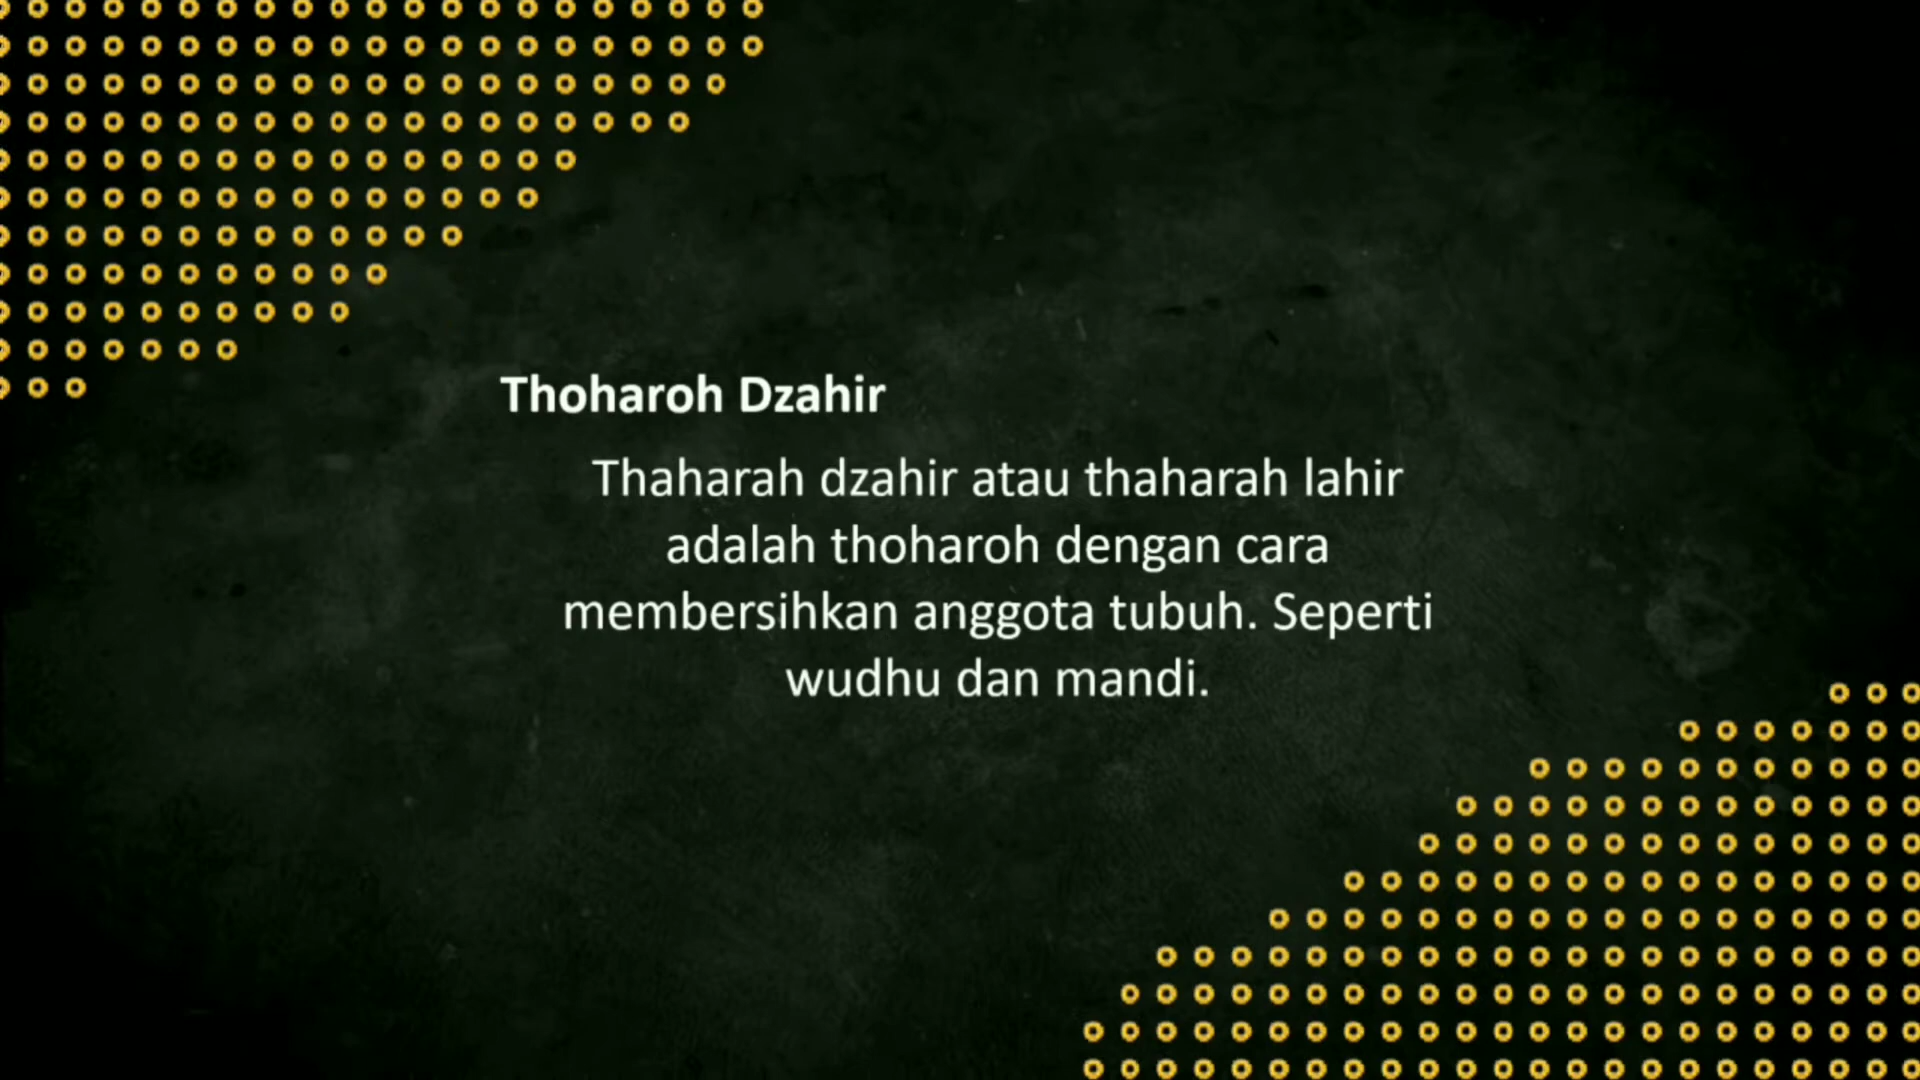 Thoharoh Dzahir
Thaharah dzahir atau thaharah lahir
adalah thoharoh dengan cara
membersihkan anggota tubuh. Seperti
wudhu dan mandi.